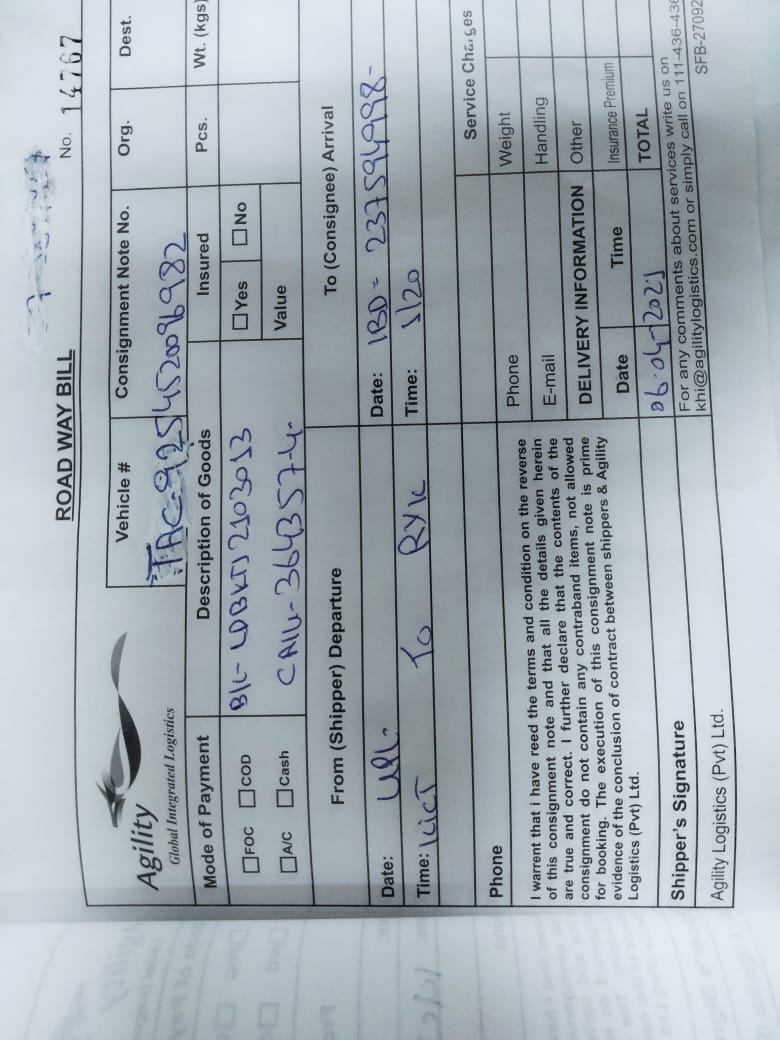 ROAD WAY BILL
No. 14767
Agility
Global Integrated Logistics
Vehicle #
Consignment Note No.
Org.
Dest.
TAC-925
452096982
Mode of Payment
Description of Goods
Insured
Pcs.
Wt. (kgs)
FOC
COD
B/L- LDBKTJ2103013
Yes
No
A/C
Cash
CAIU-364357-4-
Value
From (Shipper) Departure
To (Consignee) Arrival
Date: UPL-
Date: IBD= 237594998-
Time: KICT To RYK
Time: 1/20
Service Charges
Phone
Phone
Weight
I warrent that i have reed the terms and condition on the reverse
of this consignment note and that all the details given herein
are true and correct. I further declare that the contents of the
consignment do not contain any contraband items, not allowed
for booking. The execution of this consignment note is prime
evidence of the conclusion of contract between shippers & Agility
Logistics (Pvt) Ltd.
E-mail
Handling
DELIVERY INFORMATION
Other
Date
Time
Insurance Premium
06-04-2021
TOTAL
Shipper's Signature
For any comments about services write us on
khi@agilitylogistics.com or simply call on 111-436-436
Agility Logistics (Pvt) Ltd.
SFB-27092